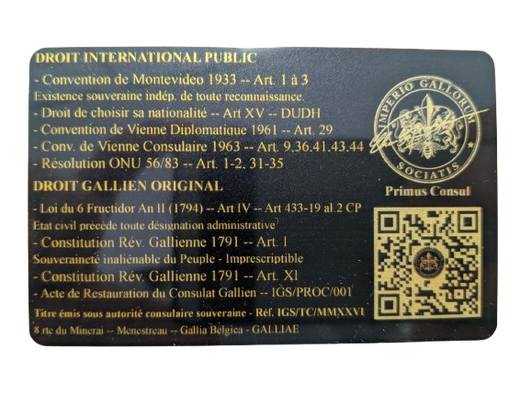 DROIT INTERNATIONAL PUBLIC
- Convention de Montevideo 1933 -- Art. 1 à 3
Existence souveraine indép. de toute reconnaissance.
- Droit de choisir sa nationalité -- Art XV -- DUDH
- Convention de Vienne Diplomatique 1961 -- Art. 29
- Conv. de Vienne Consulaire 1963 -- Art. 9,36,41,43.44
- Résolution ONU 56/83 -- Art. 1-2, 31-35
DROIT GALLIEN ORIGINAL
- Loi du 6 Fructidor An II (1794) -- Art IV -- Art 433-19 al.2 CP
Etat civil précède toute désignation administrative
- Constitution Rév. Gallienne 1791 -- Art. I
Souveraineté inaliénable du Peuple - Imprescriptible
- Constitution Rév. Gallienne 1791 -- Art. XI
- Acte de Restauration du Consulat Gallien -- IGS/PROC/001
Titre émis sous autorité consulaire souveraine - Réf. IGS/TC/MMXXVI
8 rte du Minerai -- Menestreau -- Gallia Belgica - GALLIAE
IMPERIO GALLORUM
SOCIATIS
Primus Consul